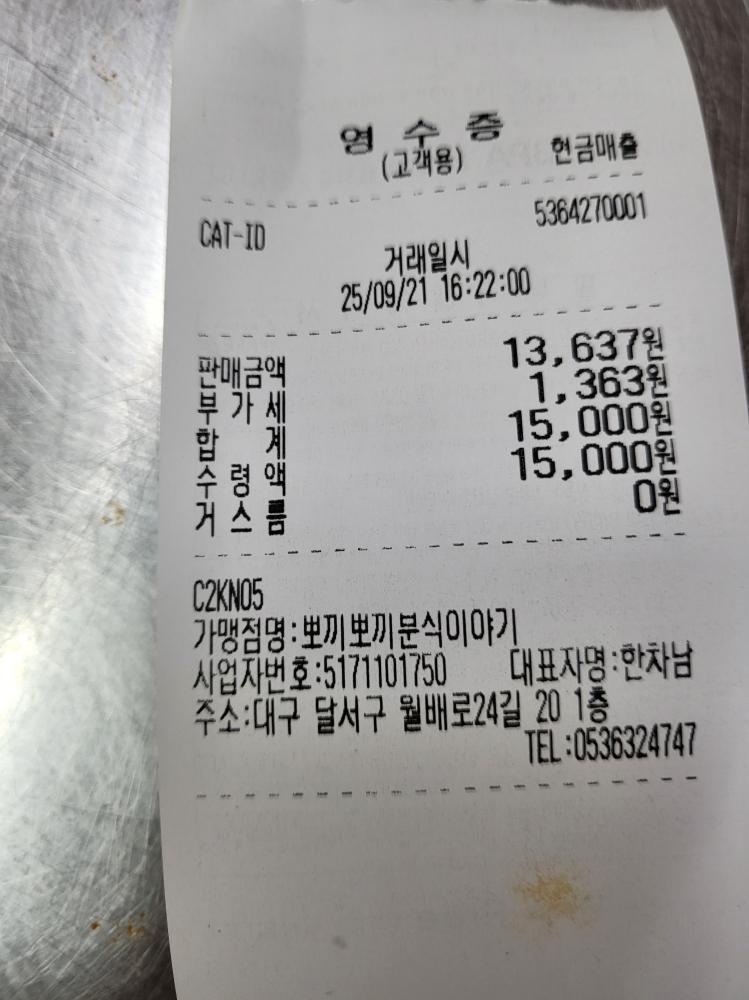 영 수 증
(고객용) 현금매출
CAT-ID 5364270001
거래일시
25/09/21 16:22:00
판매금액 13,637원
부 가 세 1,363원
합 계 15,000원
수 령 액 15,000원
거 스 름 0원
C2KN05
가맹점명:뽀끼뽀끼분식이야기
사업자번호:5171101750 대표자명:한차남
주소:대구 달서구 월배로24길 20 1층
TEL:0536324747